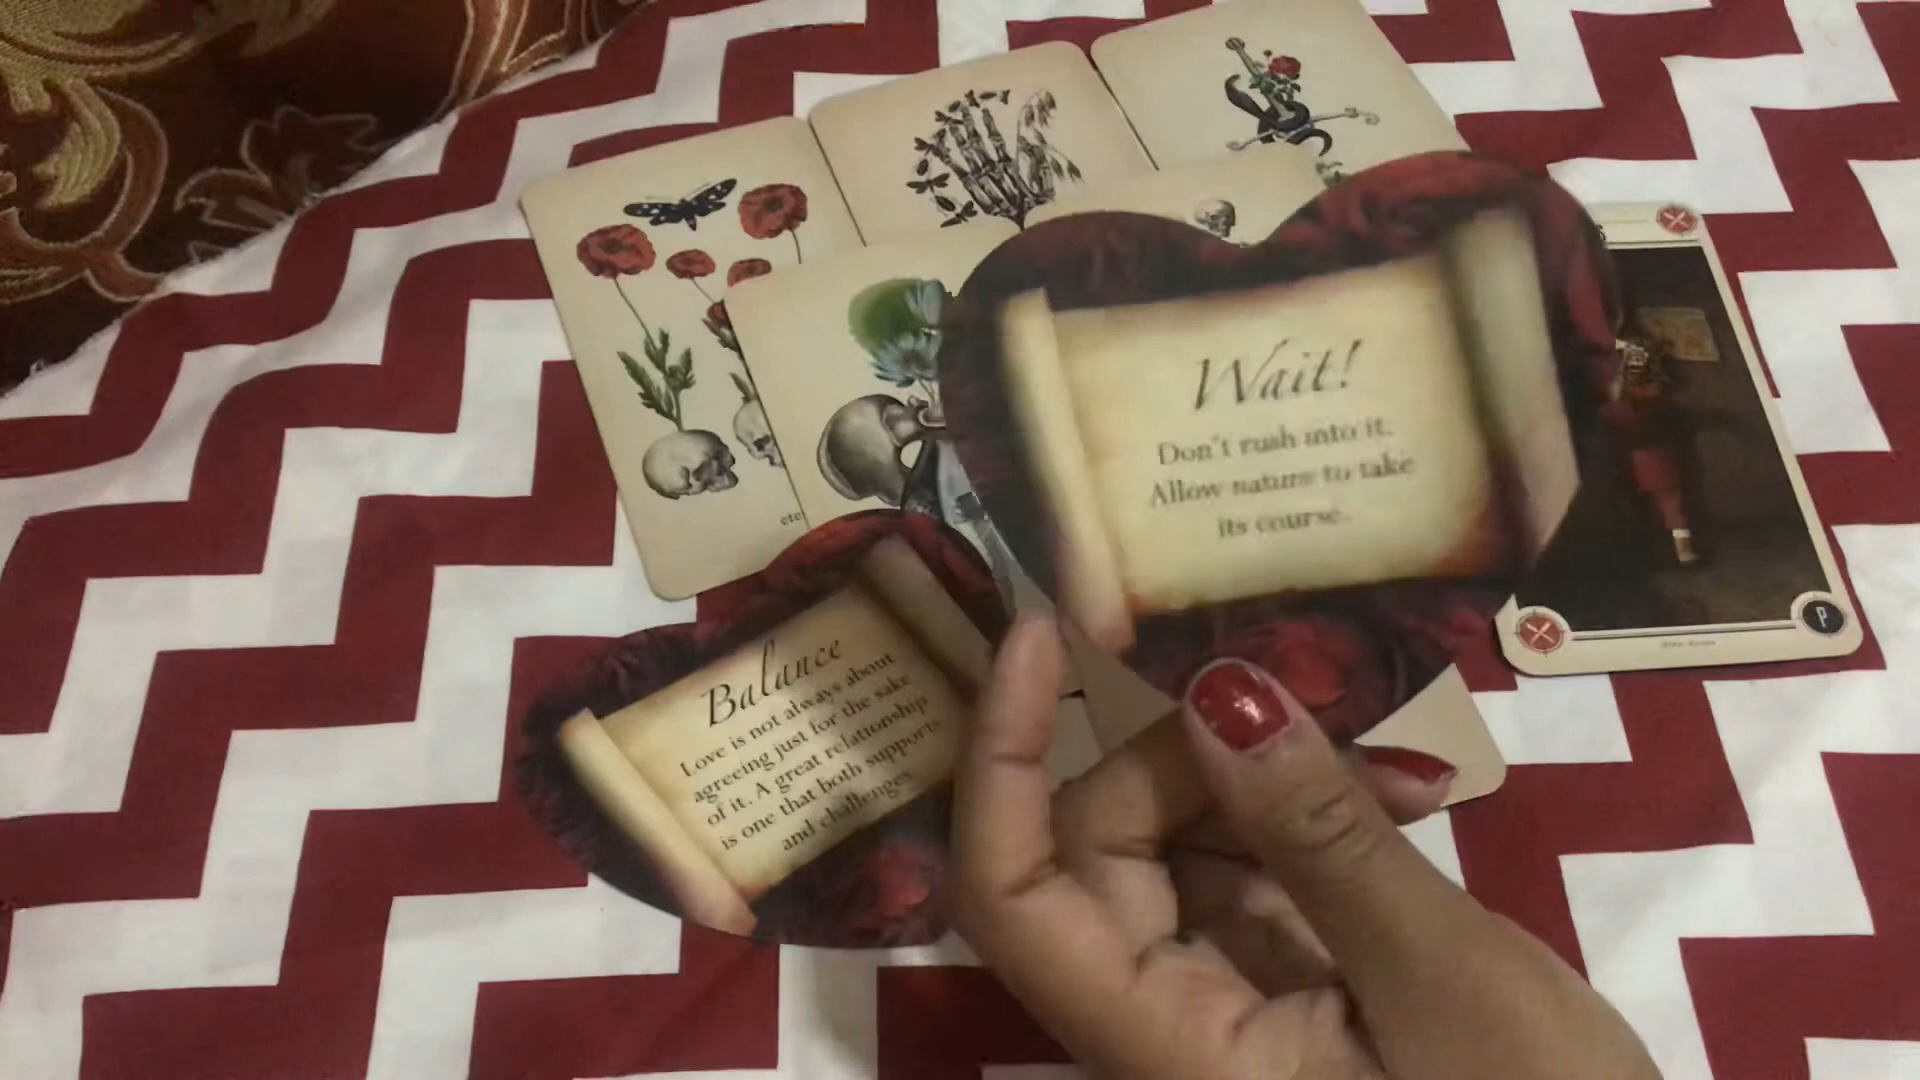 Wait!
Don't rush into it.
Allow nature to take
its course.
Balance
Love is not always about
agreeing just for the sake
of it. A great relationship
is one that both supports
and challenges.
ete
P